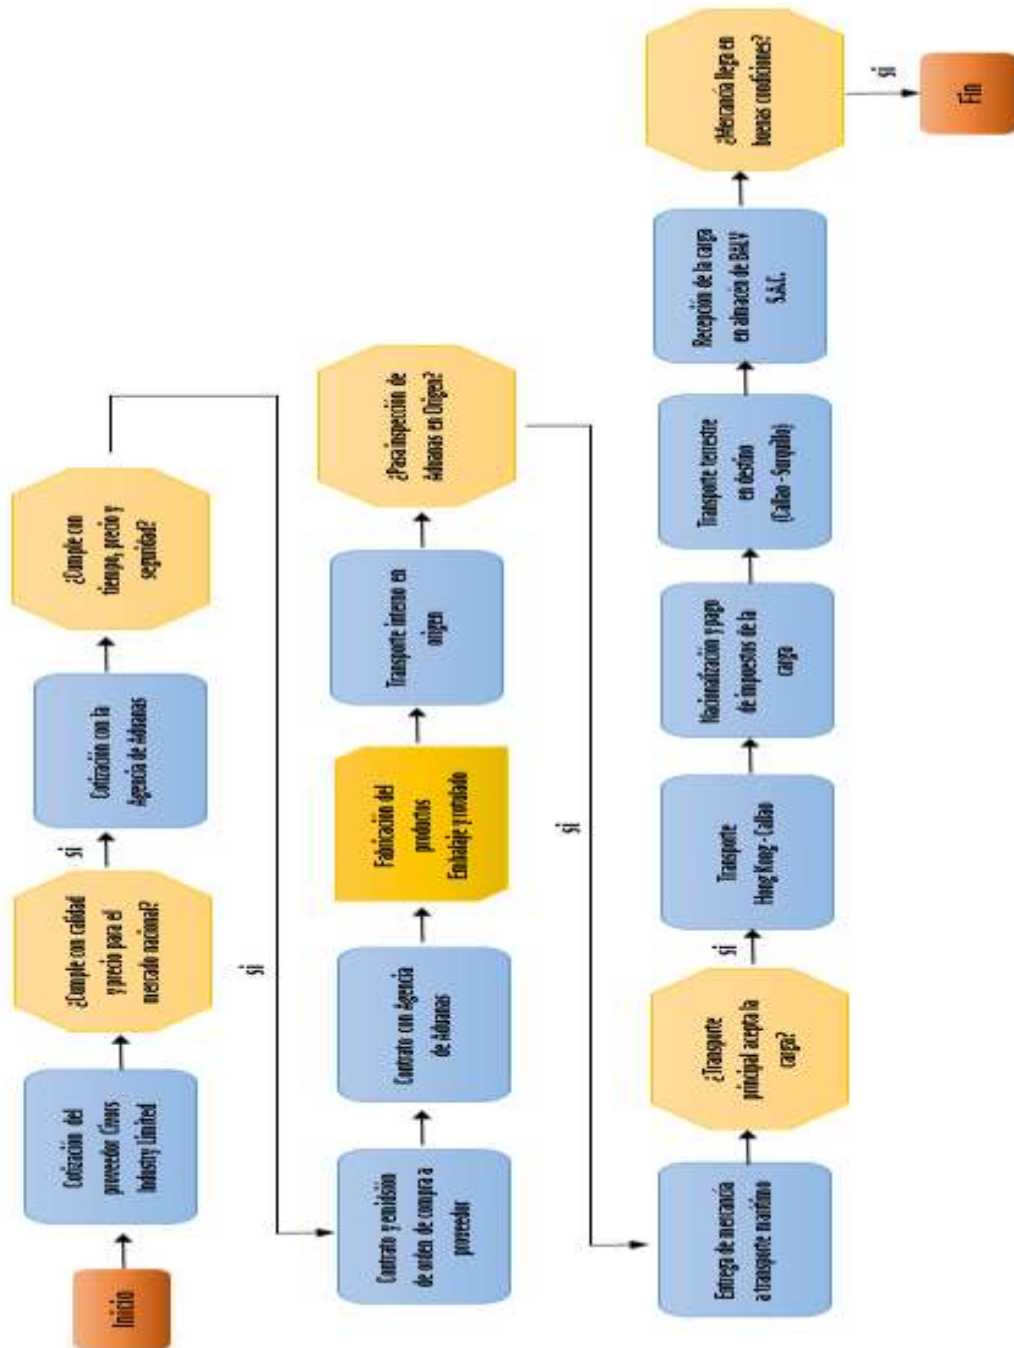 Inicio
Cotización del
proveedor Cieors
Industry Limited
¿Cumple con calidad
y precio para el
mercado nacional?
si
Cotización con la
Agencia de Aduanas
¿Cumple con
tiempo, precio y
seguridad?
si
Contrato y emidsión
de orden de compra a
proveedor
Contrato con Agencia
de Aduanas
Fabricación del
productos
Embalaje y rotulado
Transporte interno en
origen
¿Pasa inspección de
Aduanas en Origen?
si
Entrega de mercancía
a transporte marítimo
¿Transporte
principal acepta la
carga?
si
Transporte
Hong Kong - Callao
Nacionalización y pago
de impuestos de la
carga
Transporte terrestre
en destino
(Callao - Surquillo)
Recepción de la carga
en almacén de BALV
S.A.C.
¿Mercancía llega en
buenas condiciones?
si
Fin